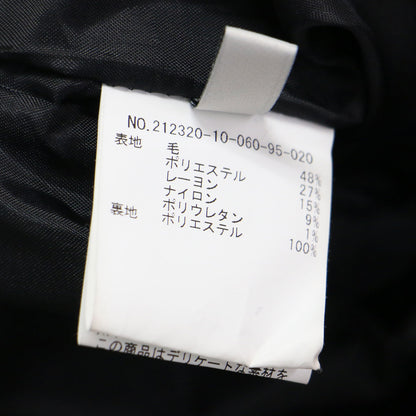 NO.212320-10-060-95-020
表地 毛 48%
ポリエステル 27%
レーヨン 15%
ナイロン 9%
ポリウレタン 1%
裏地 ポリエステル 100%
この商品はデリケートな素材を